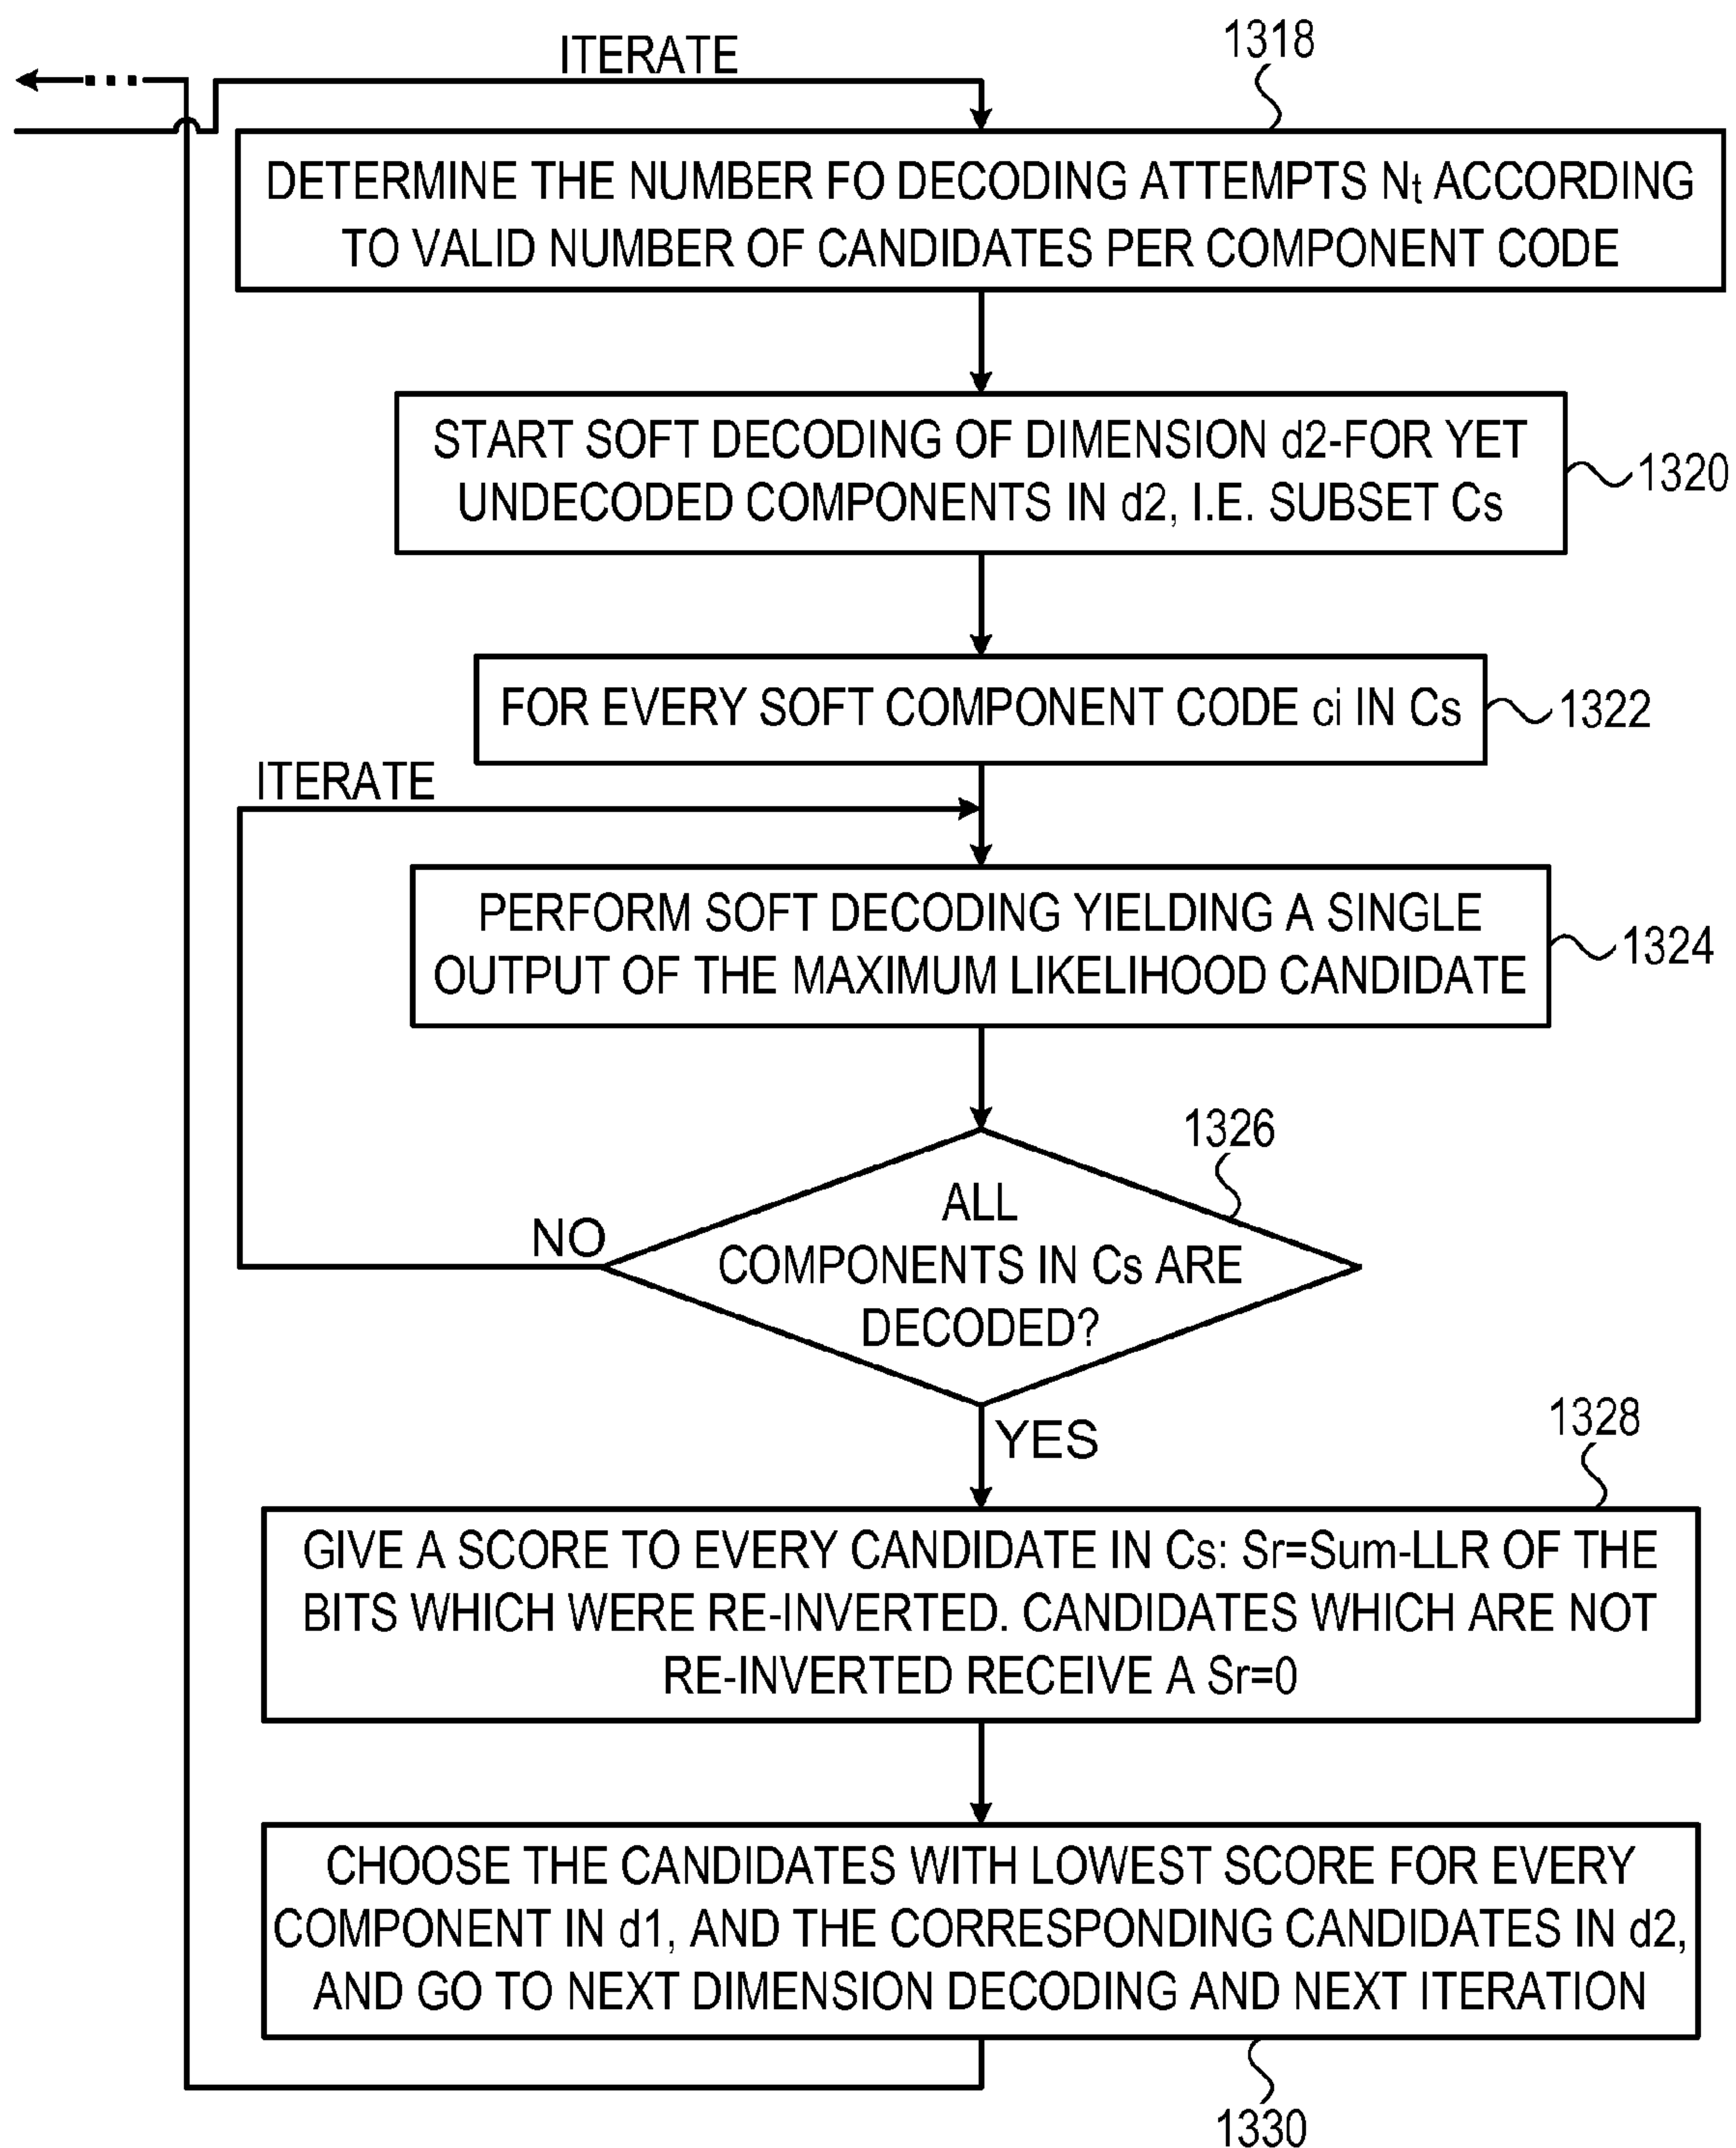 1318
ITERATE
DETERMINE THE NUMBER FO DECODING ATTEMPTS Nt ACCORDING
TO VALID NUMBER OF CANDIDATES PER COMPONENT CODE
START SOFT DECODING OF DIMENSION d2-FOR YET
UNDECODED COMPONENTS IN d2, I.E. SUBSET Cs
1320
FOR EVERY SOFT COMPONENT CODE ci IN Cs
1322
ITERATE
PERFORM SOFT DECODING YIELDING A SINGLE
OUTPUT OF THE MAXIMUM LIKELIHOOD CANDIDATE
1324
1326
ALL
COMPONENTS IN Cs ARE
DECODED?
NO
YES
1328
GIVE A SCORE TO EVERY CANDIDATE IN Cs: Sr=Sum-LLR OF THE
BITS WHICH WERE RE-INVERTED. CANDIDATES WHICH ARE NOT
RE-INVERTED RECEIVE A Sr=0
CHOOSE THE CANDIDATES WITH LOWEST SCORE FOR EVERY
COMPONENT IN d1, AND THE CORRESPONDING CANDIDATES IN d2,
AND GO TO NEXT DIMENSION DECODING AND NEXT ITERATION
1330